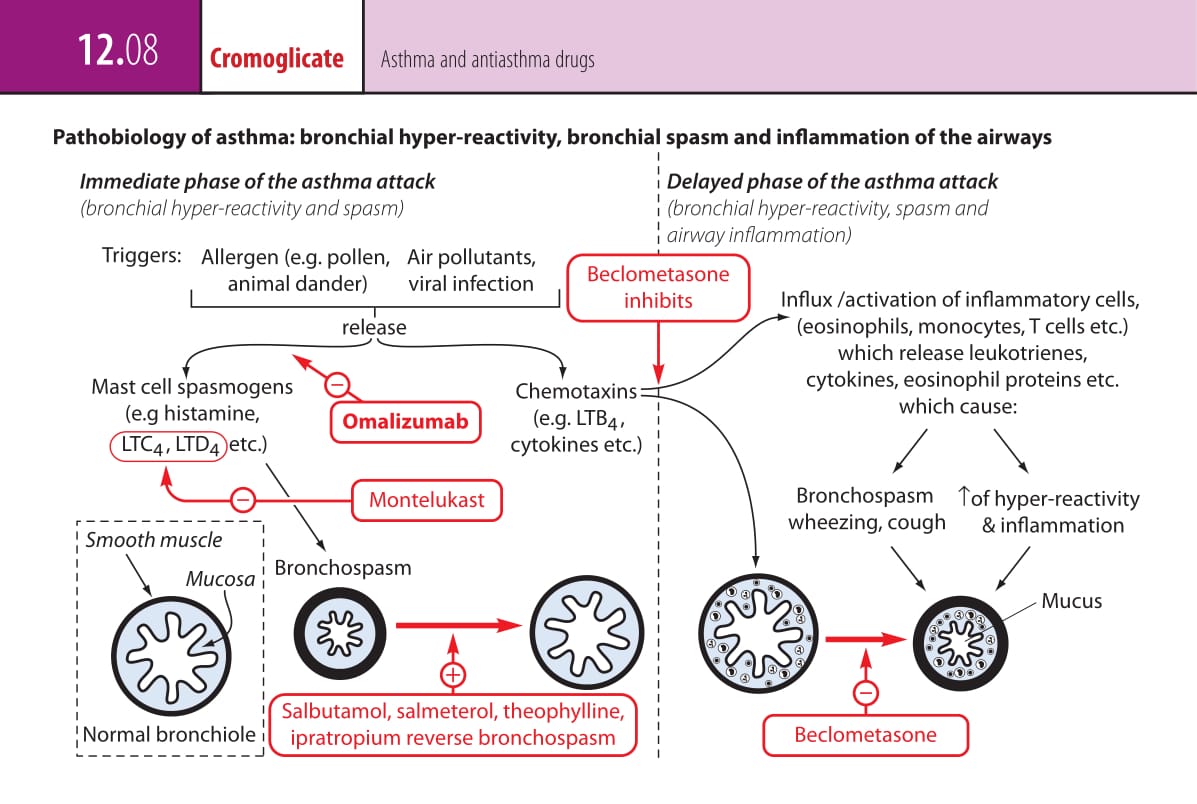 12.08
Cromoglicate
Asthma and antiasthma drugs
Pathobiology of asthma: bronchial hyper-reactivity, bronchial spasm and inflammation of the airways
Immediate phase of the asthma attack
(bronchial hyper-reactivity and spasm)
Delayed phase of the asthma attack
(bronchial hyper-reactivity, spasm and
airway inflammation)
Triggers:
Allergen (e.g. pollen,
animal dander)
Air pollutants,
viral infection
Beclometasone
inhibits
release
Influx /activation of inflammatory cells,
(eosinophils, monocytes, T cells etc.)
which release leukotrienes,
cytokines, eosinophil proteins etc.
which cause:
Mast cell spasmogens
(e.g histamine,
LTC4, LTD4 etc.)
−
Omalizumab
Chemotaxins
(e.g. LTB4,
cytokines etc.)
−
Montelukast
Bronchospasm
wheezing, cough
↑of hyper-reactivity
& inflammation
Smooth muscle
Mucosa
Normal bronchiole
Bronchospasm
+
Salbutamol, salmeterol, theophylline,
ipratropium reverse bronchospasm
Mucus
−
Beclometasone